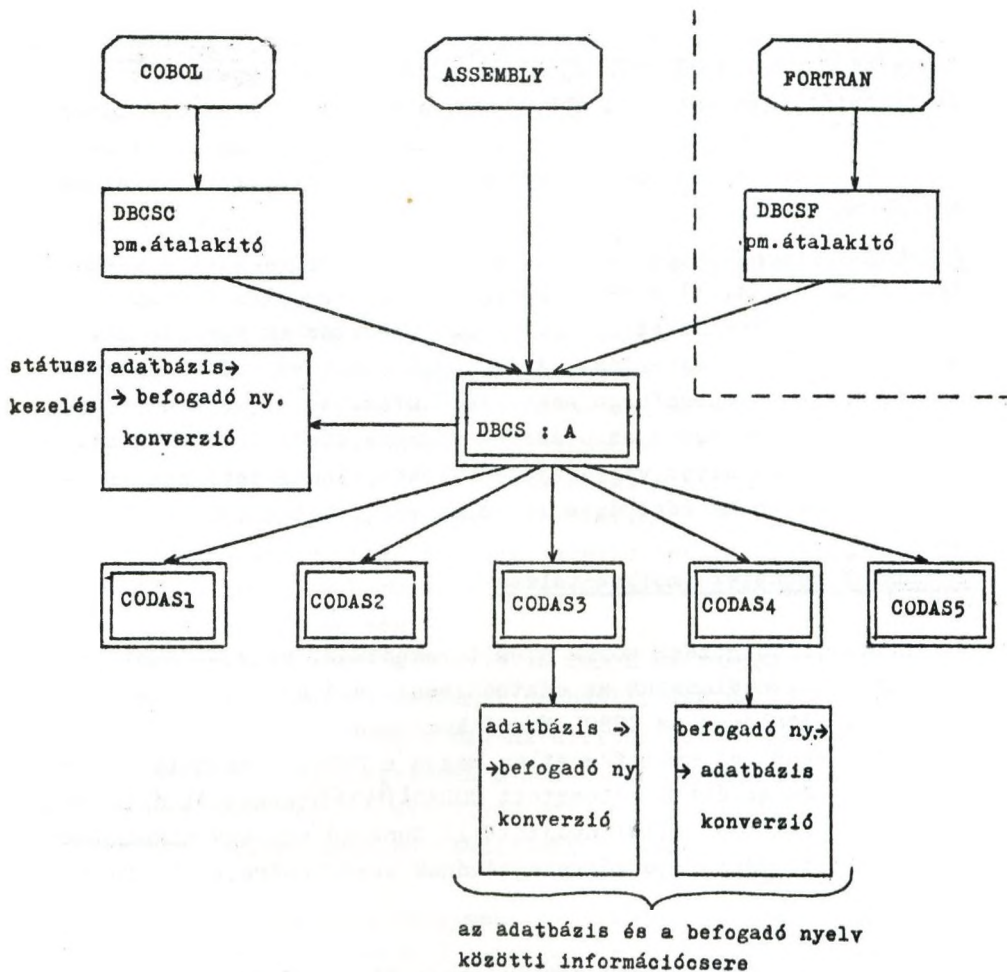 COBOL
ASSEMBLY
FORTRAN
DBCSC
pm.átalakitó
DBCSF
pm.átalakitó
státusz
kezelés
adatbázis→
→ befogadó ny.
konverzió
DBCS : A
CODAS1
CODAS2
CODAS3
CODAS4
CODAS5
adatbázis →
→befogadó ny
konverzió
befogadó ny.→
→ adatbázis
konverzió
az adatbázis és a befogadó nyelv
közötti információcsere